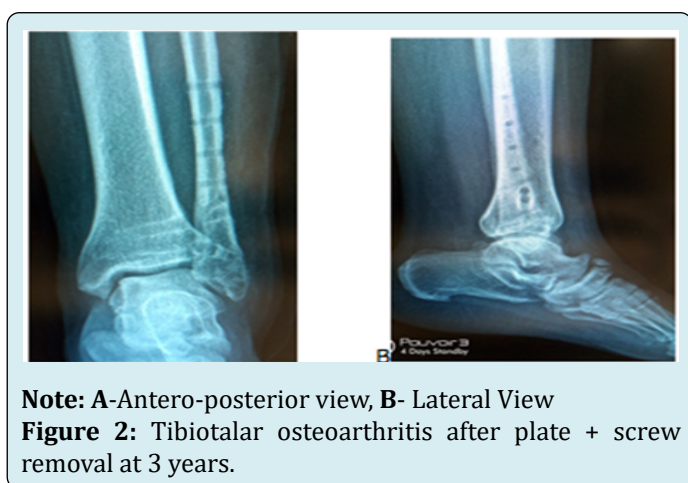 B
Pouvoir 3
4 Days Standby
Note: A-Antero-posterior view, B- Lateral View
Figure 2: Tibiotalar osteoarthritis after plate + screw
removal at 3 years.